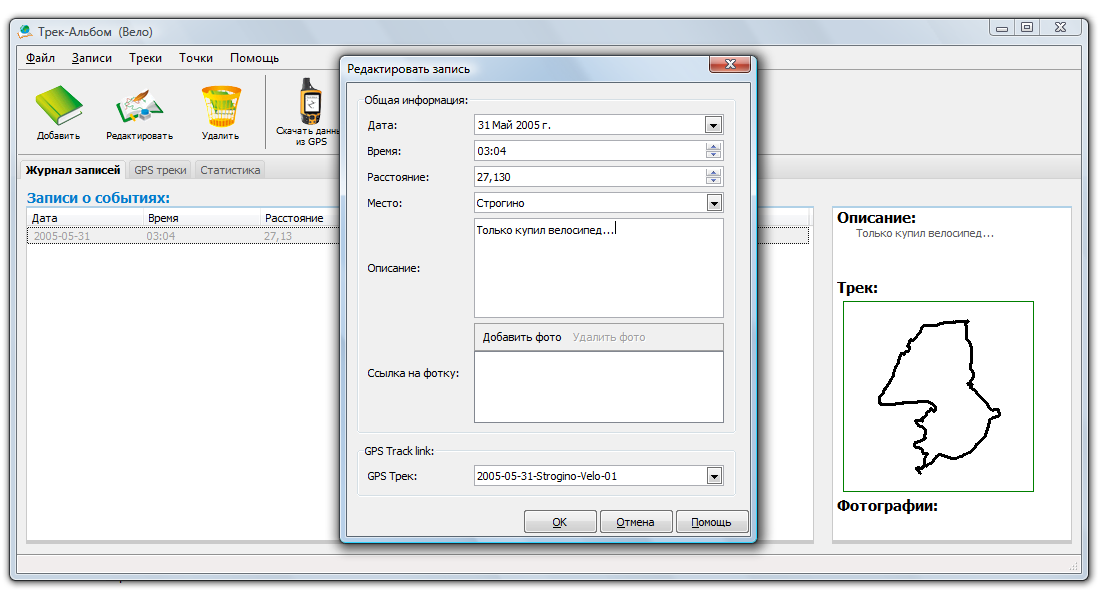 Трек-Альбом (Вело)
Файл Записи Треки Точки Помощь
Добавить Редактировать Удалить
Скачать данн
из GPS
Журнал записей GPS треки Статистика
Записи о событиях:
Дата Время Расстояние
2005-05-31 03:04 27,13
Редактировать запись
Общая информация:
Дата: 31 Май 2005 г.
Время: 03:04
Расстояние: 27,130
Место: Строгино
Описание: Только купил велосипед...
Добавить фото Удалить фото
Ссылка на фотку:
GPS Track link:
GPS Трек: 2005-05-31-Strogino-Velo-01
OK Отмена Помощь
Описание:
Только купил велосипед...
Трек:
Фотографии: